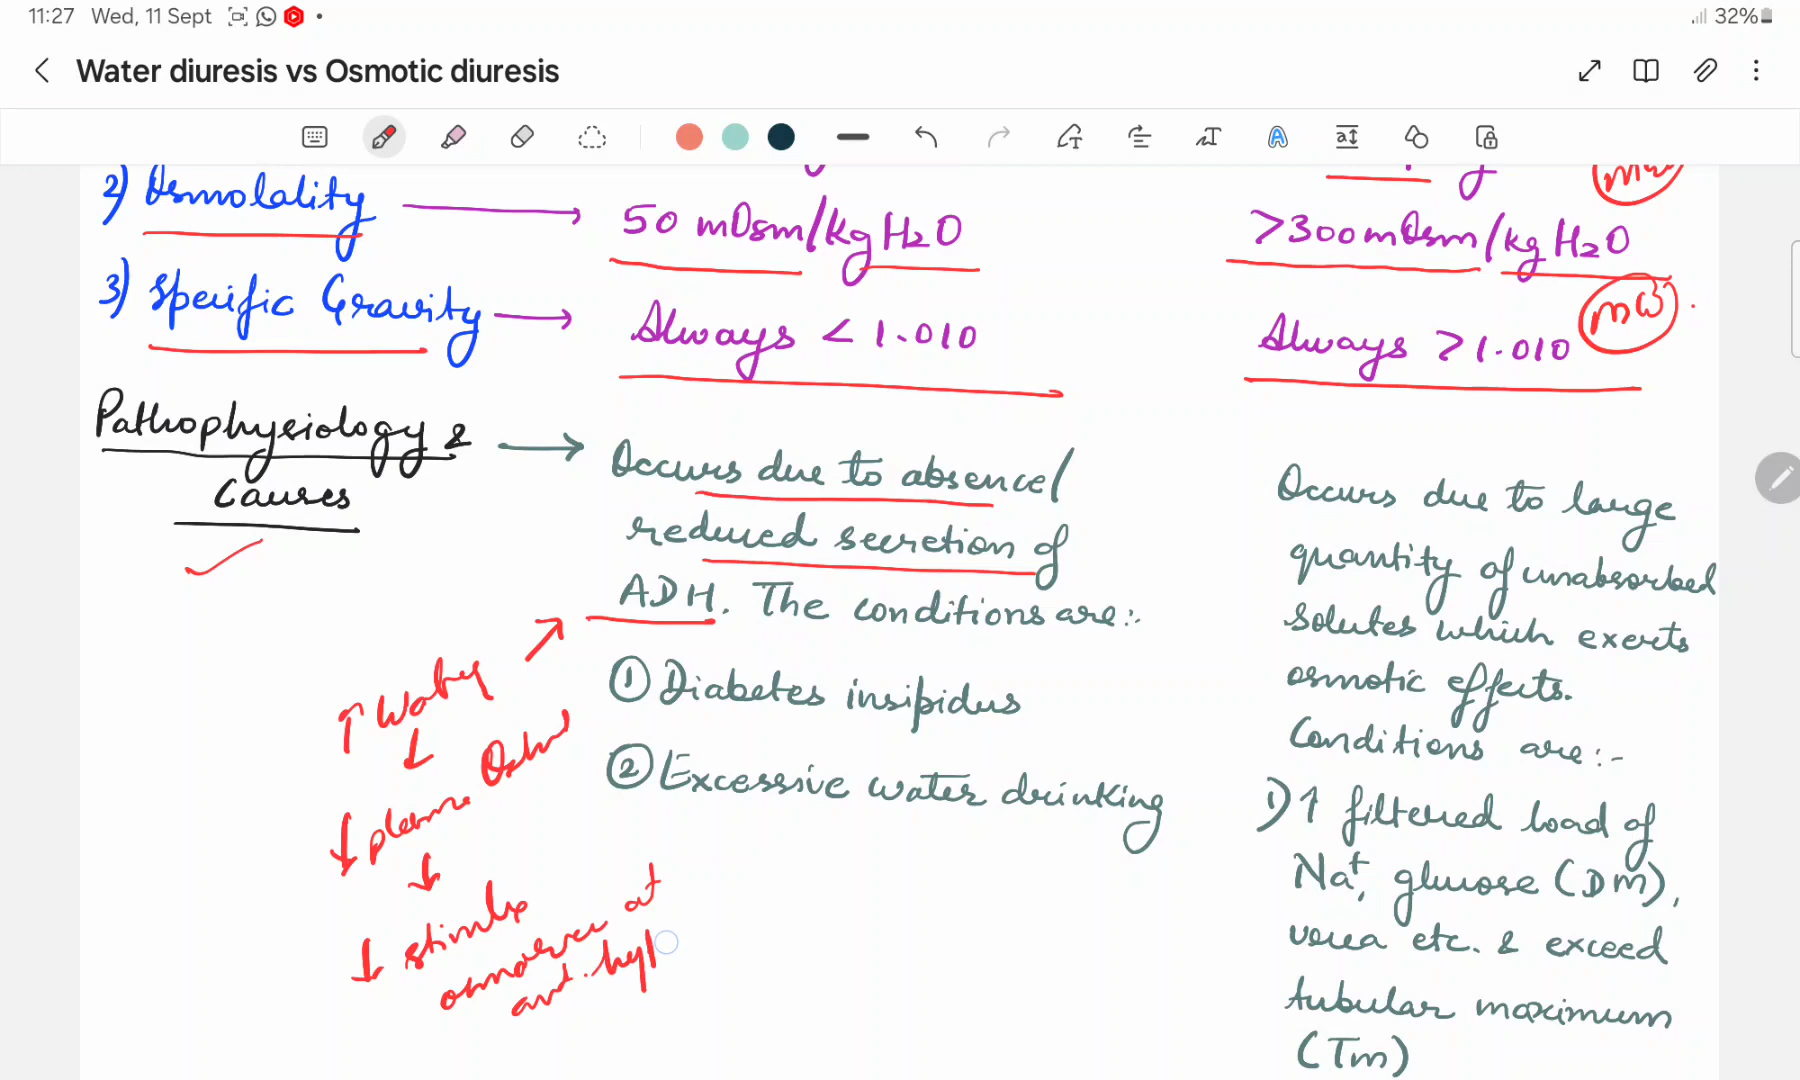 11:27 Wed, 11 Sept
32%
Water diuresis vs Osmotic diuresis
2) Osmolality
50 mOsm/kg H2O
>300 mOsm/kg H2O
3) Specific Gravity
Always < 1.010
Always > 1.010
Pathophysiology &
Causes
Occurs due to absence/
reduced secretion of
ADH. The conditions are:-
① Diabetes insipidus
② Excessive water drinking
Occurs due to large
quantity of unabsorbed
solutes which exerts
osmotic effects.
Conditions are:-
1) ↑ filtered load of
Na+, glucose (DM),
urea etc. & exceed
tubular maximum
(Tm)
↑ Water
↓
↓ plasma
↓
↓
at
ant.